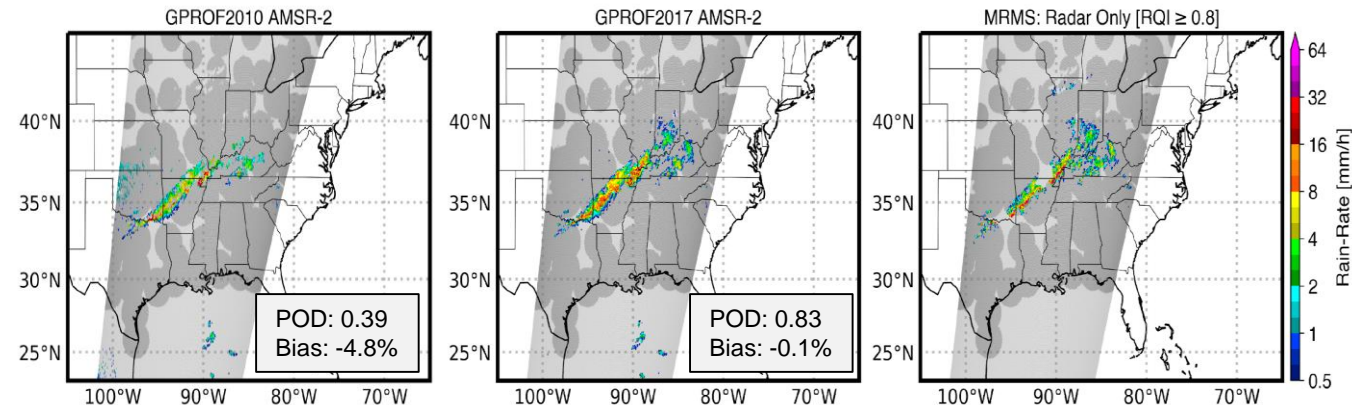 GPROF2010 AMSR-2
GPROF2017 AMSR-2
MRMS: Radar Only [RQI ≥ 0.8]
40°N
35°N
30°N
25°N
100°W
90°W
80°W
70°W
POD: 0.39
Bias: -4.8%
40°N
35°N
30°N
25°N
100°W
90°W
80°W
70°W
POD: 0.83
Bias: -0.1%
40°N
35°N
30°N
25°N
100°W
90°W
80°W
70°W
64
32
16
8
4
2
1
0.5
Rain-Rate [mm/h]